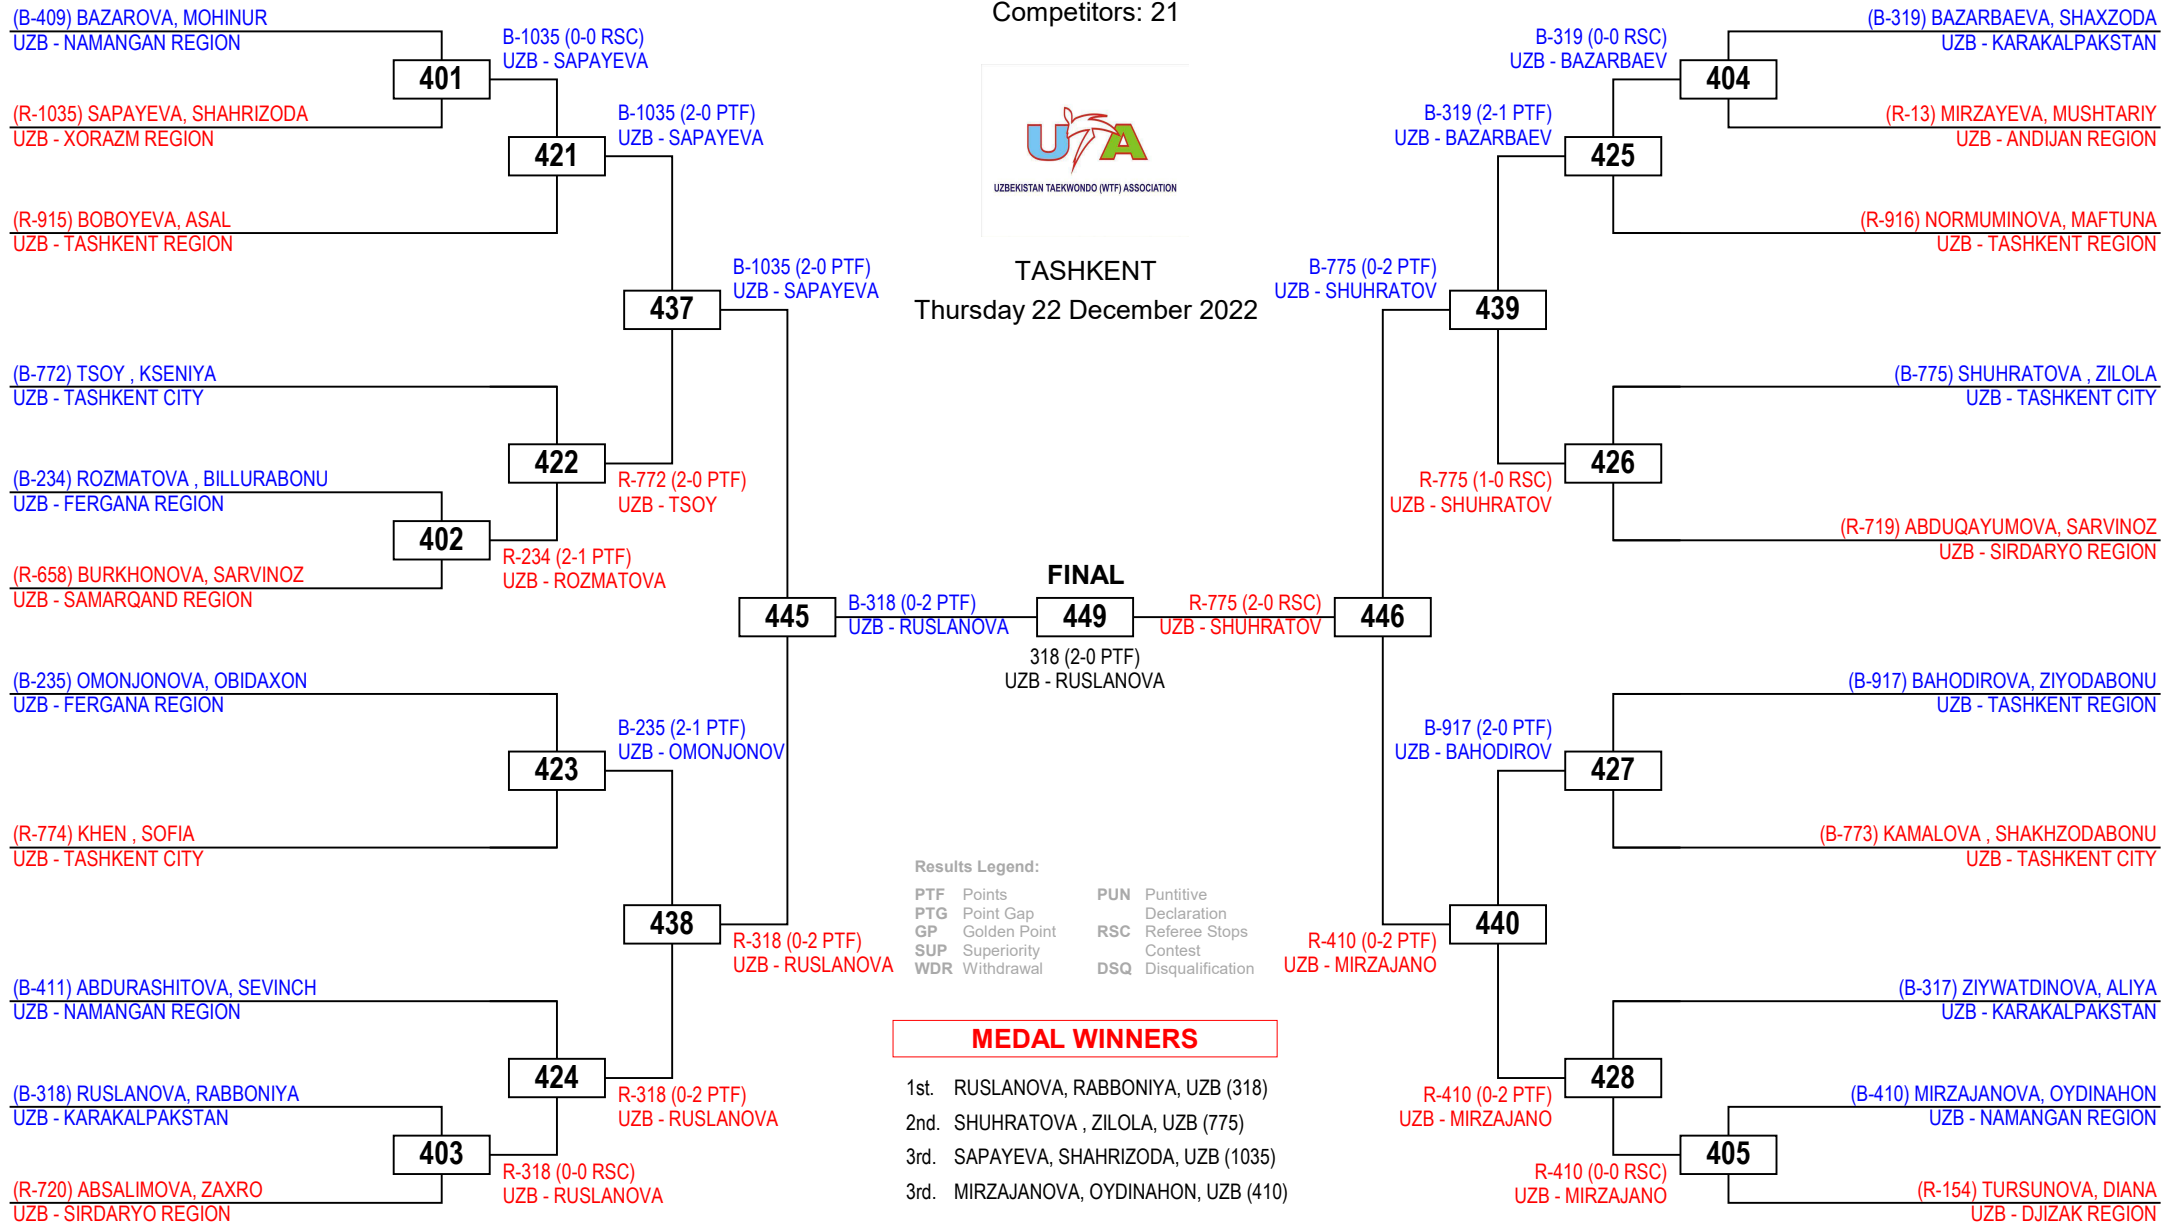 Competitors: 21
UTA
UZBEKISTAN TAEKWONDO (WTF) ASSOCIATION
TASHKENT
Thursday 22 December 2022
(B-409) BAZAROVA, MOHINUR
UZB - NAMANGAN REGION
401
(R-1035) SAPAYEVA, SHAHRIZODA
UZB - XORAZM REGION
B-1035 (0-0 RSC)
UZB - SAPAYEVA
421
(R-915) BOBOYEVA, ASAL
UZB - TASHKENT REGION
B-1035 (2-0 PTF)
UZB - SAPAYEVA
437
B-1035 (2-0 PTF)
UZB - SAPAYEVA
(B-772) TSOY , KSENIYA
UZB - TASHKENT CITY
422
R-772 (2-0 PTF)
UZB - TSOY
(B-234) ROZMATOVA , BILLURABONU
UZB - FERGANA REGION
402
R-234 (2-1 PTF)
UZB - ROZMATOVA
(R-658) BURKHONOVA, SARVINOZ
UZB - SAMARQAND REGION
445
B-318 (0-2 PTF)
UZB - RUSLANOVA
(B-235) OMONJONOVA, OBIDAXON
UZB - FERGANA REGION
423
B-235 (2-1 PTF)
UZB - OMONJONOV
(R-774) KHEN , SOFIA
UZB - TASHKENT CITY
438
R-318 (0-2 PTF)
UZB - RUSLANOVA
(B-411) ABDURASHITOVA, SEVINCH
UZB - NAMANGAN REGION
424
R-318 (0-2 PTF)
UZB - RUSLANOVA
(B-318) RUSLANOVA, RABBONIYA
UZB - KARAKALPAKSTAN
403
R-318 (0-0 RSC)
UZB - RUSLANOVA
(R-720) ABSALIMOVA, ZAXRO
UZB - SIRDARYO REGION
FINAL
449
318 (2-0 PTF)
UZB - RUSLANOVA
R-775 (2-0 RSC)
UZB - SHUHRATOV
446
(B-319) BAZARBAEVA, SHAXZODA
UZB - KARAKALPAKSTAN
B-319 (0-0 RSC)
UZB - BAZARBAEV
404
(R-13) MIRZAYEVA, MUSHTARIY
UZB - ANDIJAN REGION
B-319 (2-1 PTF)
UZB - BAZARBAEV
425
(R-916) NORMUMINOVA, MAFTUNA
UZB - TASHKENT REGION
B-775 (0-2 PTF)
UZB - SHUHRATOV
439
(B-775) SHUHRATOVA , ZILOLA
UZB - TASHKENT CITY
426
R-775 (1-0 RSC)
UZB - SHUHRATOV
(R-719) ABDUQAYUMOVA, SARVINOZ
UZB - SIRDARYO REGION
(B-917) BAHODIROVA, ZIYODABONU
UZB - TASHKENT REGION
B-917 (2-0 PTF)
UZB - BAHODIROV
427
(B-773) KAMALOVA , SHAKHZODABONU
UZB - TASHKENT CITY
440
R-410 (0-2 PTF)
UZB - MIRZAJANO
(B-317) ZIYWATDINOVA, ALIYA
UZB - KARAKALPAKSTAN
428
R-410 (0-2 PTF)
UZB - MIRZAJANO
(B-410) MIRZAJANOVA, OYDINAHON
UZB - NAMANGAN REGION
405
R-410 (0-0 RSC)
UZB - MIRZAJANO
(R-154) TURSUNOVA, DIANA
UZB - DJIZAK REGION
Results Legend:
PTF Points
PTG Point Gap
GP Golden Point
SUP Superiority
WDR Withdrawal
PUN Puntitive
Declaration
RSC Referee Stops
Contest
DSQ Disqualification
MEDAL WINNERS
1st. RUSLANOVA, RABBONIYA, UZB (318)
2nd. SHUHRATOVA , ZILOLA, UZB (775)
3rd. SAPAYEVA, SHAHRIZODA, UZB (1035)
3rd. MIRZAJANOVA, OYDINAHON, UZB (410)